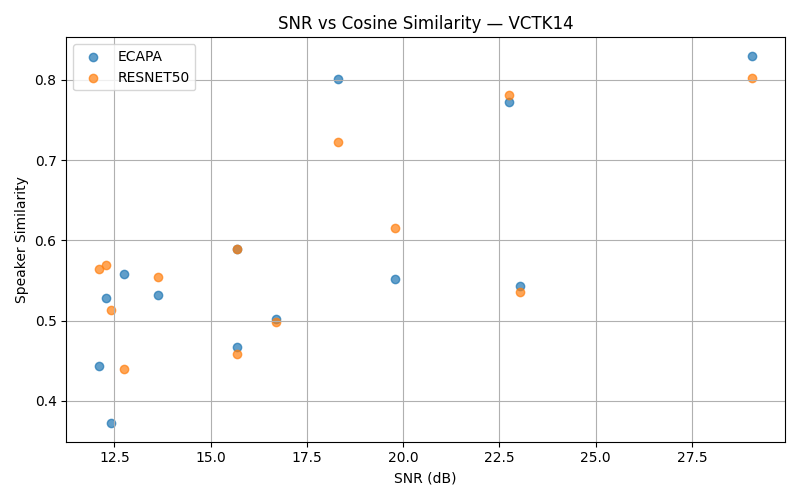 SNR vs Cosine Similarity — VCTK14
ECAPA
RESNET50
Speaker Similarity
0.8
0.7
0.6
0.5
0.4
12.5 15.0 17.5 20.0 22.5 25.0 27.5
SNR (dB)